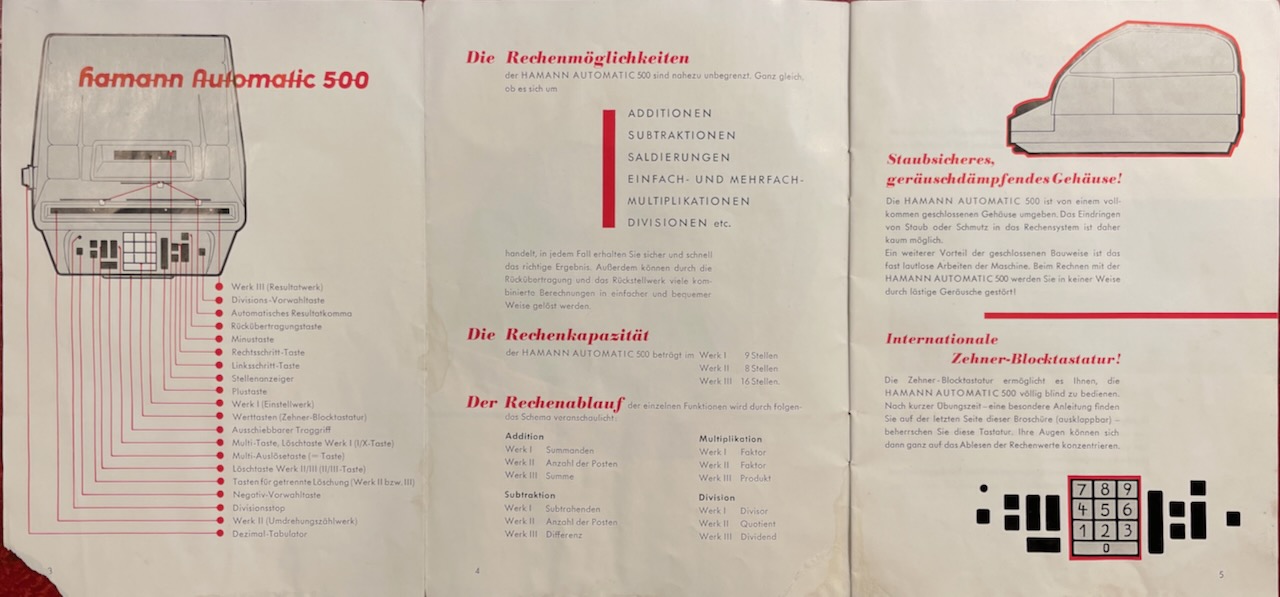 hamann Automatic 500
Werk III (Resultatwerk)
Divisions-Vorwahltaste
Automatisches Resultatkomma
Rückübertragungstaste
Minustaste
Rechtsschritt-Taste
Linksschritt-Taste
Stellenanzeiger
Plustaste
Werk I (Einstellwerk)
Werttasten (Zehner-Blocktastatur)
Ausschiebbarer Traggriff
Multi-Taste, Löschtaste Werk I (I/X-Taste)
Multi-Auslösetaste (= Taste)
Löschtaste Werk II/III (II/III-Taste)
Tasten für getrennte Löschung (Werk II bzw. III)
Negativ-Vorwahltaste
Divisionsstop
Werk II (Umdrehungszählwerk)
Dezimal-Tabulator
3
Die Rechenmöglichkeiten
der HAMANN AUTOMATIC 500 sind nahezu unbegrenzt. Ganz gleich,
ob es sich um
ADDITIONEN
SUBTRAKTIONEN
SALDIERUNGEN
EINFACH- UND MEHRFACH-
MULTIPLIKATIONEN
DIVISIONEN etc.
handelt, in jedem Fall erhalten Sie sicher und schnell
das richtige Ergebnis. Außerdem können durch die
Rückübertragung und das Rückstellwerk viele kom-
binierte Berechnungen in einfacher und bequemer
Weise gelöst werden.
Die Rechenkapazität
der HAMANN AUTOMATIC 500 beträgt im Werk I 9 Stellen
Werk II 8 Stellen
Werk III 16 Stellen.
Der Rechenablauf der einzelnen Funktionen wird durch folgen-
das Schema veranschaulicht:
Addition
Werk I Summanden
Werk II Anzahl der Posten
Werk III Summe
Subtraktion
Werk I Subtrahenden
Werk II Anzahl der Posten
Werk III Differenz
Multiplikation
Werk I Faktor
Werk II Faktor
Werk III Produkt
Division
Werk I Divisor
Werk II Quotient
Werk III Dividend
4
Staubsicheres,
geräuschdämpfendes Gehäuse!
Die HAMANN AUTOMATIC 500 ist von einem voll-
kommen geschlossenen Gehäuse umgeben. Das Eindringen
von Staub oder Schmutz in das Rechensystem ist daher
kaum möglich.
Ein weiterer Vorteil der geschlossenen Bauweise ist das
fast lautlose Arbeiten der Maschine. Beim Rechnen mit der
HAMANN AUTOMATIC 500 werden Sie in keiner Weise
durch lästige Geräusche gestört!
Internationale
Zehner-Blocktastatur!
Die Zehner-Blocktastatur ermöglicht es Ihnen, die
HAMANN AUTOMATIC 500 völlig blind zu bedienen.
Nach kurzer Übungszeit – eine besondere Anleitung finden
Sie auf der letzten Seite dieser Broschüre (ausklappbar) –
beherrschen Sie diese Tastatur. Ihre Augen können sich
dann ganz auf das Ablesen der Rechenwerte konzentrieren.
7 8 9
4 5 6
1 2 3
0
5